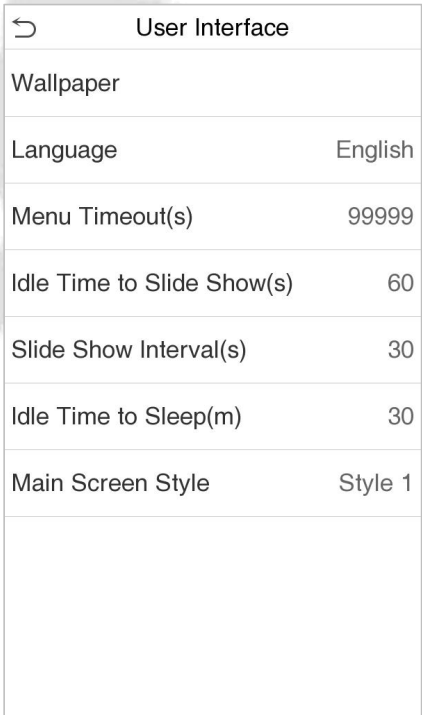 User Interface
Wallpaper
Language English
Menu Timeout(s) 99999
Idle Time to Slide Show(s) 60
Slide Show Interval(s) 30
Idle Time to Sleep(m) 30
Main Screen Style Style 1